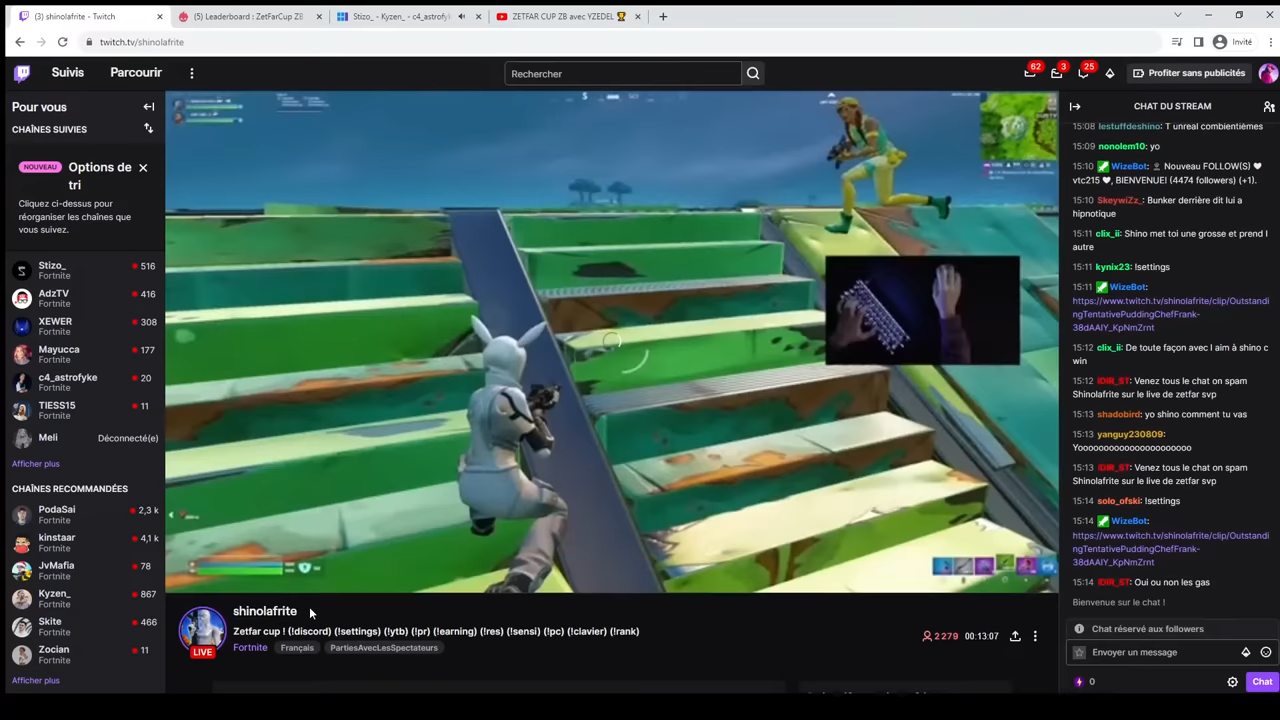 (3) shinolafrite - Twitch
(5) Leaderboard : ZetFarCup ZB
Stizo_ - Kyzen_ - c4_astrofyk
ZETFAR CUP ZB avec YZEDEL 🏆
twitch.tv/shinolafrite
Invité
Suivis
Parcourir
Rechercher
62
3
25
Profiter sans publicités
Pour vous
CHAÎNES SUIVIES
NOUVEAU
Options de
tri
Cliquez ci-dessus pour
réorganiser les chaînes que
vous suivez.
Stizo_
516
Fortnite
AdzTV
416
Fortnite
XEWER
308
Fortnite
Mayucca
177
Fortnite
c4_astrofyke
20
Fortnite
TIESS15
11
Fortnite
Meli
Déconnecté(e)
Afficher plus
CHAÎNES RECOMMANDÉES
PodaSai
2,3 k
Fortnite
kinstaar
4,1 k
Fortnite
JvMafia
78
Fortnite
Kyzen_
867
Fortnite
Skite
466
Fortnite
Zocian
11
Fortnite
Afficher plus
shinolafrite
Zetfar cup ! (!discord) (!settings) (!ytb) (!pr) (!earning) (!res) (!sensi) (!pc) (!clavier) (!rank)
LIVE
Fortnite
Français
PartiesAvecLesSpectateurs
2 279
00:13:07
CHAT DU STREAM
15:08 lestuffdeshino: T unreal combientièmes
15:09 nonolem10: yo
15:10 WizeBot: Nouveau FOLLOW(S) ♥
vtc215 ♥, BIENVENUE! (4474 followers) (+1).
15:10 SkeywiZz_: Bunker derrière dit lui a
hipnotique
15:11 clix_ii: Shino met toi une grosse et prend l
autre
15:11 kynix23: !settings
15:11 WizeBot:
https://www.twitch.tv/shinolafrite/clip/Outstandi
ngTentativePuddingChefFrank-
38dAAIY_KpNmZrnt
15:12 clix_ii: De toute façon avec l aim à shino c
win
15:12 iDiR_ST: Venez tous le chat on spam
Shinolafrite sur le live de zetfar svp
15:13 shadobird: yo shino comment tu vas
15:13 yanguy230809:
Yooooooooooooooooooooo
15:13 iDiR_ST: Venez tous le chat on spam
Shinolafrite sur le live de zetfar svp
15:14 solo_ofski: !settings
15:14 WizeBot:
https://www.twitch.tv/shinolafrite/clip/Outstandi
ngTentativePuddingChefFrank-
38dAAIY_KpNmZrnt
15:14 iDiR_ST: Oui ou non les gas
Bienvenue sur le chat !
Chat réservé aux followers
Envoyer un message
0
Chat